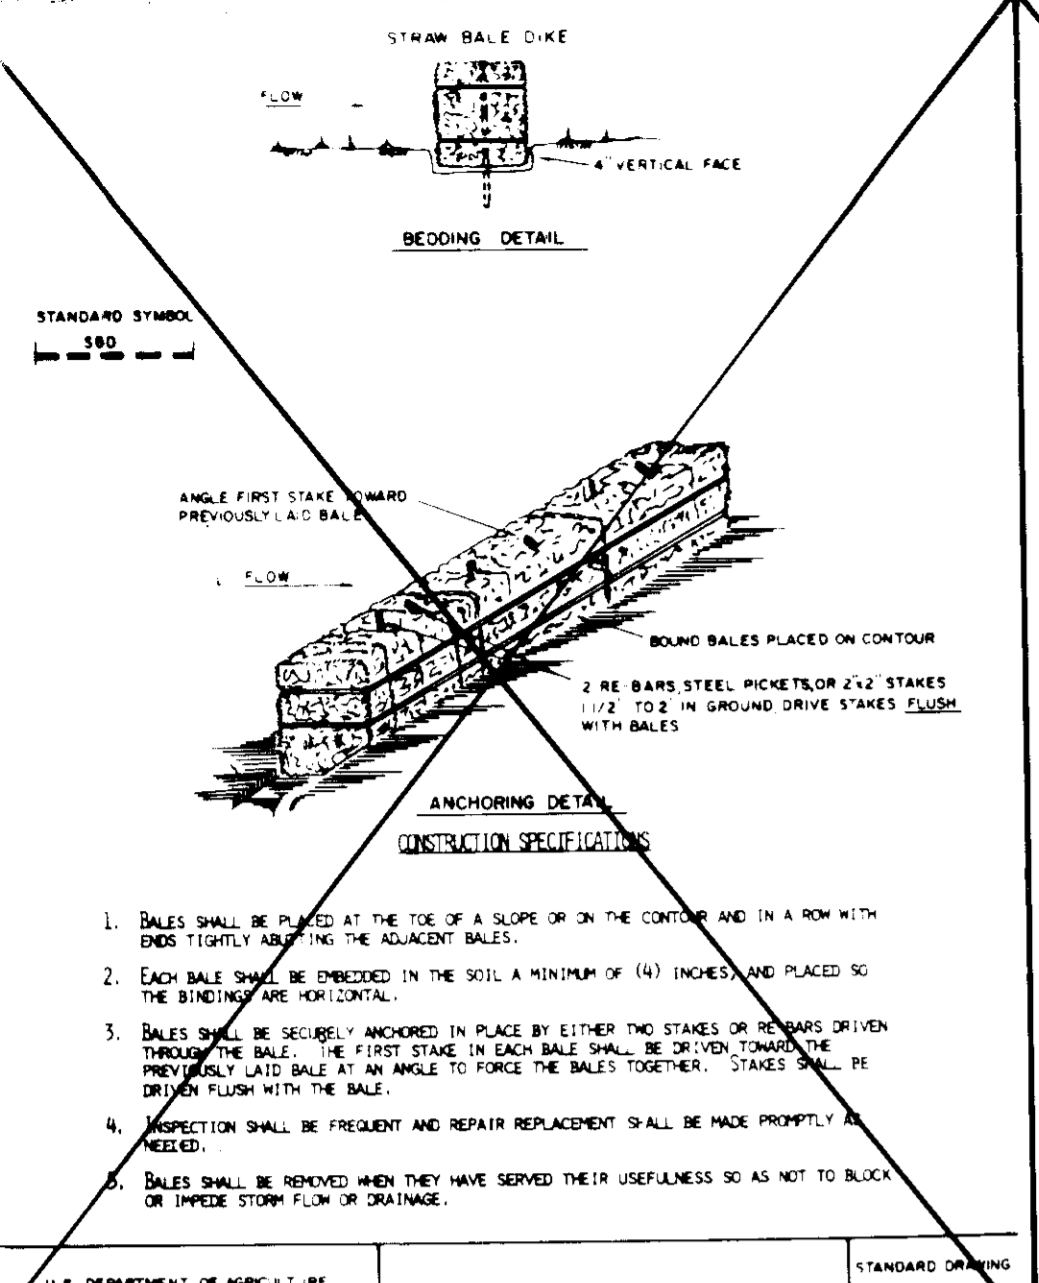 STRAW BALE DIKE
FLOW
4" VERTICAL FACE
BEDDING DETAIL
STANDARD SYMBOL
SBD
ANGLE FIRST STAKE TOWARD
PREVIOUSLY LAID BALE
FLOW
BOUND BALES PLACED ON CONTOUR
2 RE-BARS, STEEL PICKETS, OR 2"x2" STAKES
1 1/2' TO 2' IN GROUND, DRIVE STAKES FLUSH
WITH BALES
ANCHORING DETAIL
CONSTRUCTION SPECIFICATIONS
1. BALES SHALL BE PLACED AT THE TOE OF A SLOPE OR ON THE CONTOUR AND IN A ROW WITH
ENDS TIGHTLY ABUTTING THE ADJACENT BALES.
2. EACH BALE SHALL BE EMBEDDED IN THE SOIL A MINIMUM OF (4) INCHES, AND PLACED SO
THE BINDINGS ARE HORIZONTAL.
3. BALES SHALL BE SECURELY ANCHORED IN PLACE BY EITHER TWO STAKES OR RE-BARS DRIVEN
THROUGH THE BALE. THE FIRST STAKE IN EACH BALE SHALL BE DRIVEN TOWARD THE
PREVIOUSLY LAID BALE AT AN ANGLE TO FORCE THE BALES TOGETHER. STAKES SHALL BE
DRIVEN FLUSH WITH THE BALE.
4. INSPECTION SHALL BE FREQUENT AND REPAIR REPLACEMENT SHALL BE MADE PROMPTLY AS
NEEDED.
5. BALES SHALL BE REMOVED WHEN THEY HAVE SERVED THEIR USEFULNESS SO AS NOT TO BLOCK
OR IMPEDE STORM FLOW OR DRAINAGE.
U.S. DEPARTMENT OF AGRICULTURE
STANDARD DRAWING